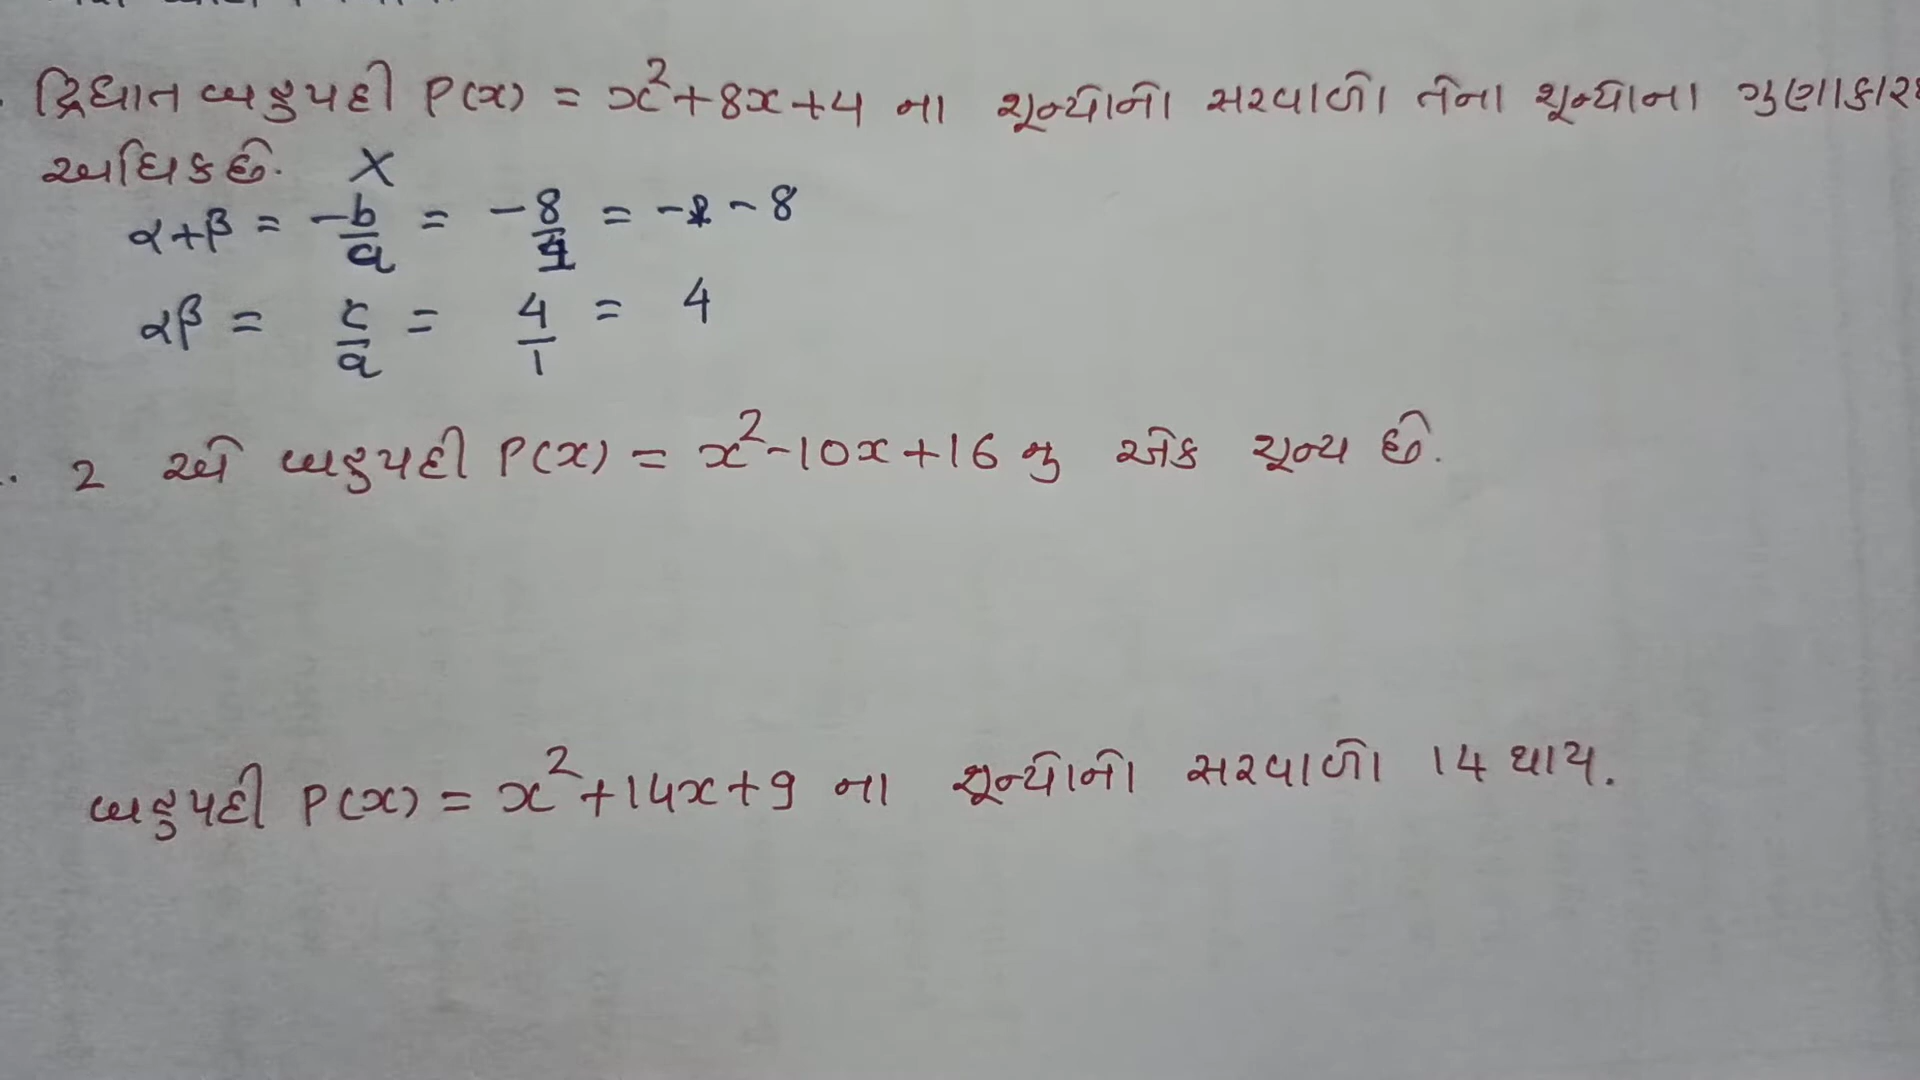 દ્વિઘાત બહુપદી P(x) = x²+8x+4 ના શૂન્યોનો સરવાળો તેના શૂન્યોના
અધિક છે. X
α+β = -b/a = -8/1 = - - 8
αβ = c/a = 4/1 = 4
2 એ બહુપદી P(x) = x²-10x+16 નુ એક શૂન્ય છે.
બહુપદી P(x) = x²+14x+9 ના શૂન્યોનો સરવાળો 14 થાય.